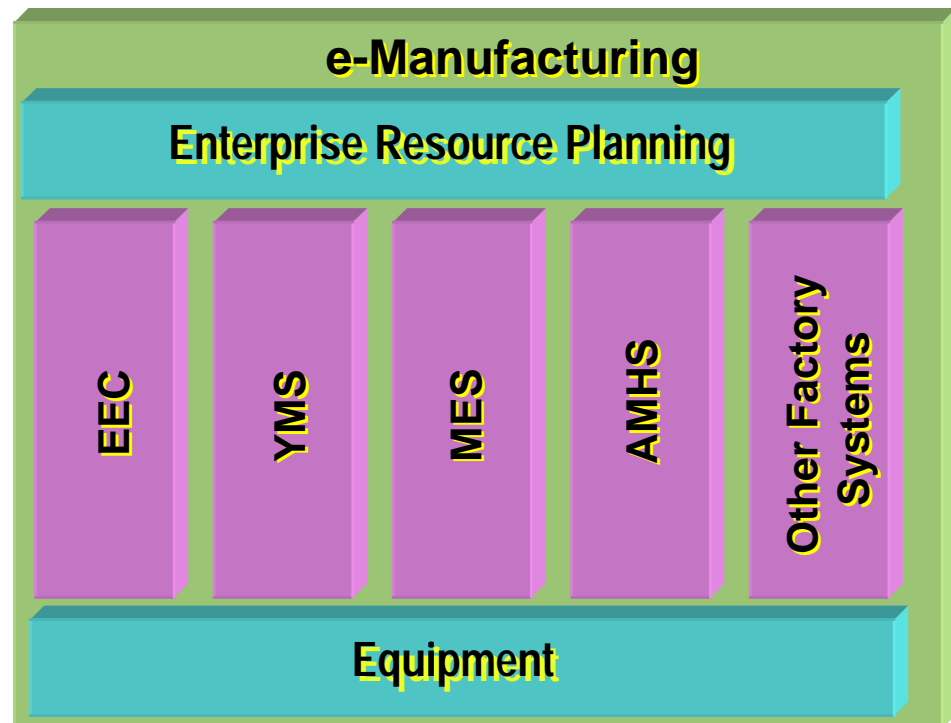 e-Manufacturing
Enterprise Resource Planning
EEC
YMS
MES
AMHS
Other Factory
Systems
Equipment